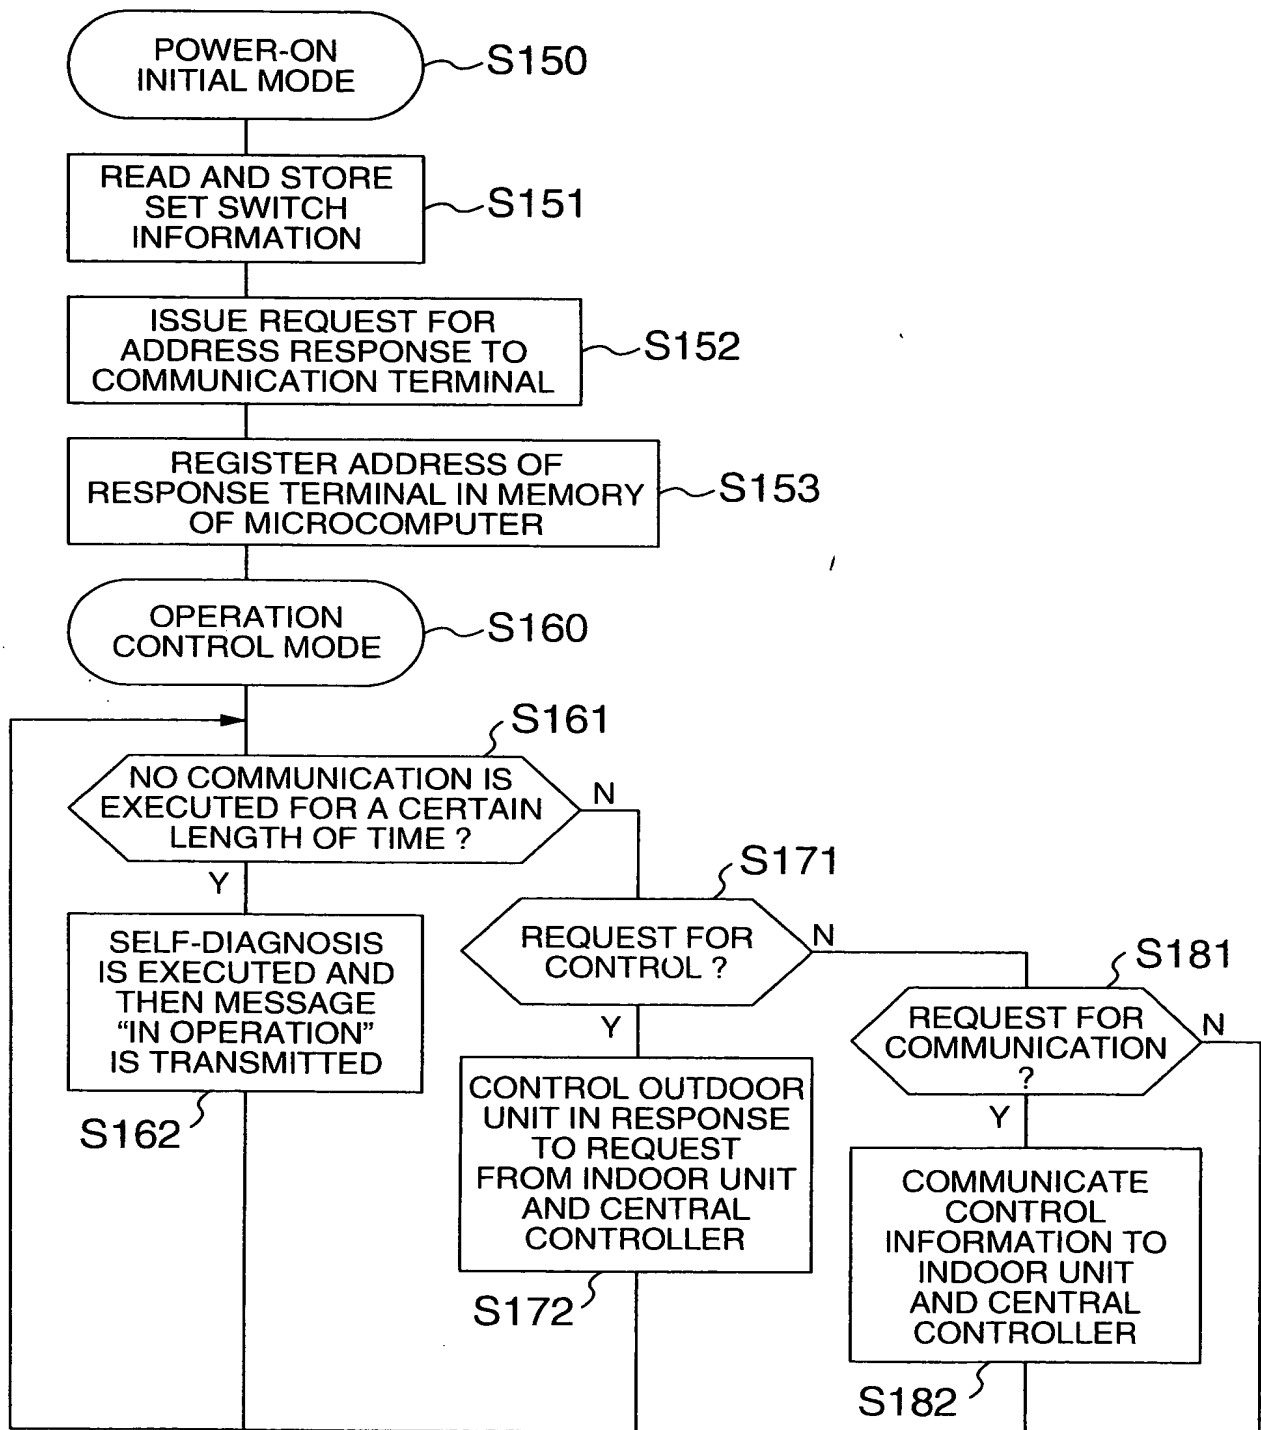 POWER-ON
INITIAL MODE
S150
READ AND STORE
SET SWITCH
INFORMATION
S151
ISSUE REQUEST FOR
ADDRESS RESPONSE TO
COMMUNICATION TERMINAL
S152
REGISTER ADDRESS OF
RESPONSE TERMINAL IN MEMORY
OF MICROCOMPUTER
S153
OPERATION
CONTROL MODE
S160
S161
NO COMMUNICATION IS
EXECUTED FOR A CERTAIN
LENGTH OF TIME ?
N
Y
SELF-DIAGNOSIS
IS EXECUTED AND
THEN MESSAGE
“IN OPERATION”
IS TRANSMITTED
S162
S171
REQUEST FOR
CONTROL ?
N
Y
CONTROL OUTDOOR
UNIT IN RESPONSE
TO REQUEST
FROM INDOOR UNIT
AND CENTRAL
CONTROLLER
S172
S181
REQUEST FOR
COMMUNICATION
?
N
Y
COMMUNICATE
CONTROL
INFORMATION TO
INDOOR UNIT
AND CENTRAL
CONTROLLER
S182